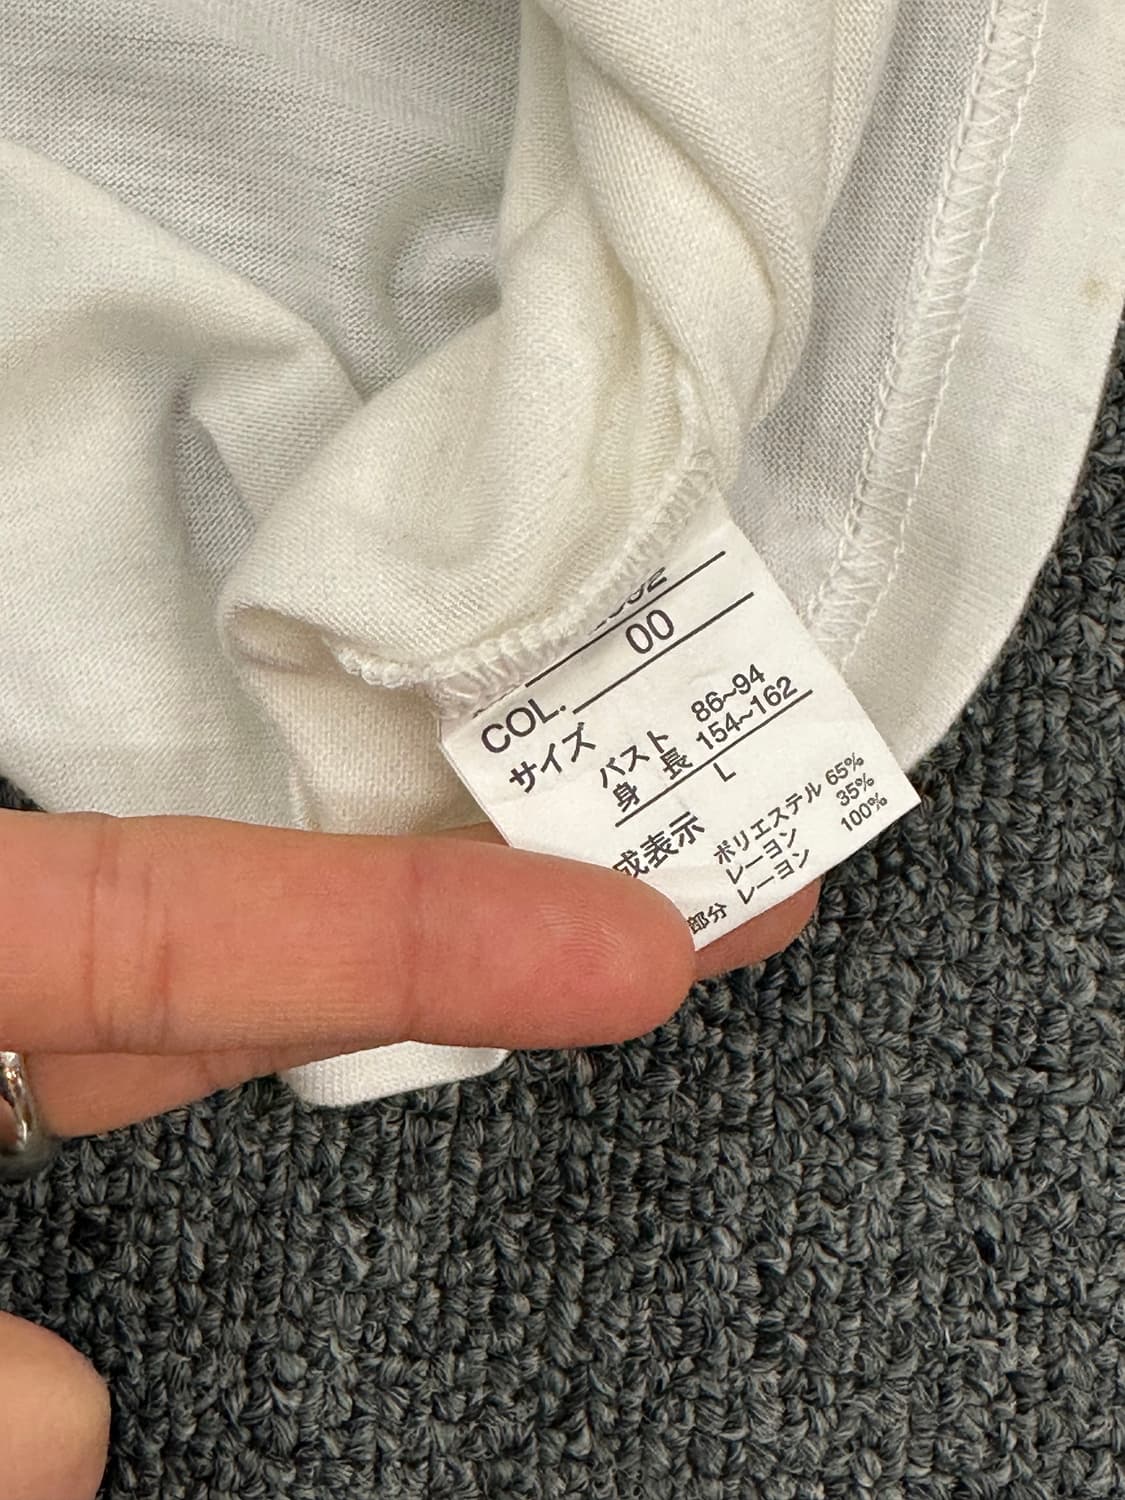 COL. 00
サイズ
バスト 86~94
身 長 154~162
L
成表示
ポリエステル 65%
レーヨン 35%
部分 レーヨン 100%